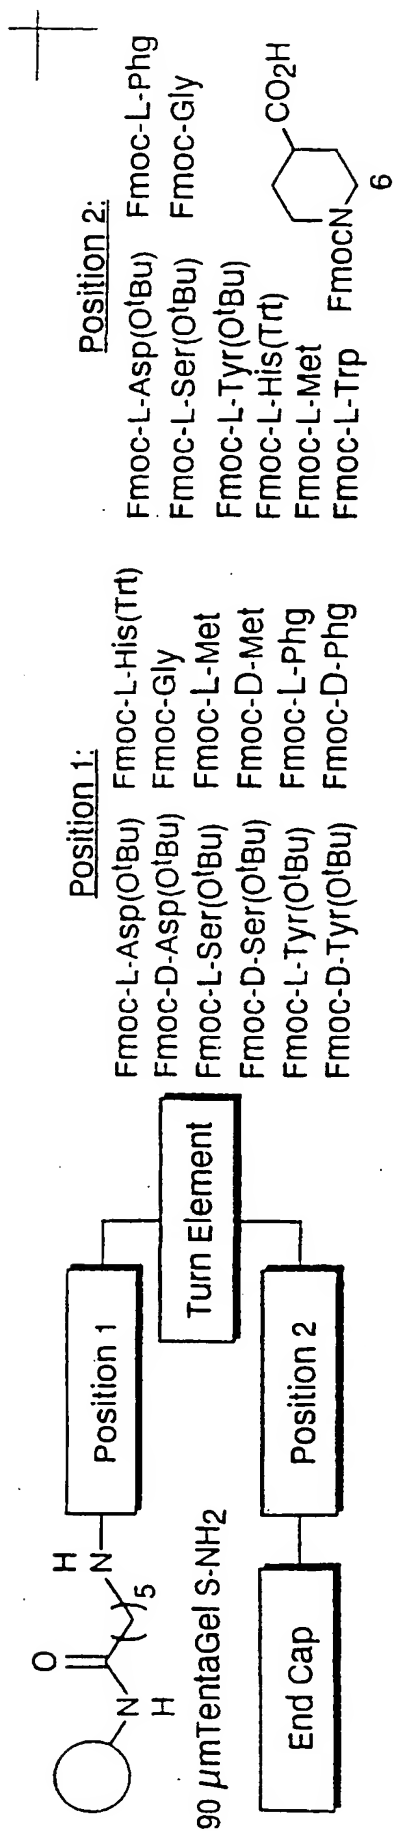 O
H
N
N
H
( )5
90 μmTentaGel S-NH2
Position 1
Turn Element
Position 2
End Cap
Position 1:
Fmoc-L-Asp(OtBu) Fmoc-L-His(Trt)
Fmoc-D-Asp(OtBu) Fmoc-Gly
Fmoc-L-Ser(OtBu) Fmoc-L-Met
Fmoc-D-Ser(OtBu) Fmoc-D-Met
Fmoc-L-Tyr(OtBu) Fmoc-L-Phg
Fmoc-D-Tyr(OtBu) Fmoc-D-Phg
Position 2:
Fmoc-L-Asp(OtBu) Fmoc-L-Phg
Fmoc-L-Ser(OtBu) Fmoc-Gly
Fmoc-L-Tyr(OtBu)
Fmoc-L-His(Trt)
Fmoc-L-Met
Fmoc-L-Trp
CO2H
FmocN
6